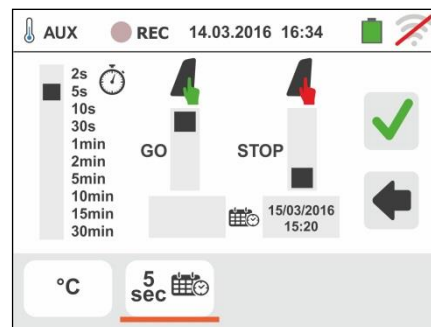 AUX REC 14.03.2016 16:34
2s
5s
10s
30s
1min
2min
5min
10min
15min
30min
GO
STOP
15/03/2016
15:20
°C
5
sec